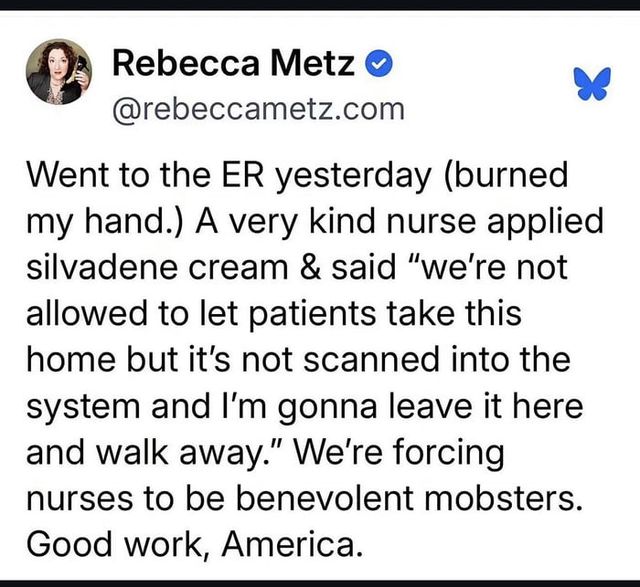 Rebecca Metz
@rebeccametz.com
Went to the ER yesterday (burned
my hand.) A very kind nurse applied
silvadene cream & said “we’re not
allowed to let patients take this
home but it’s not scanned into the
system and I’m gonna leave it here
and walk away.” We’re forcing
nurses to be benevolent mobsters.
Good work, America.